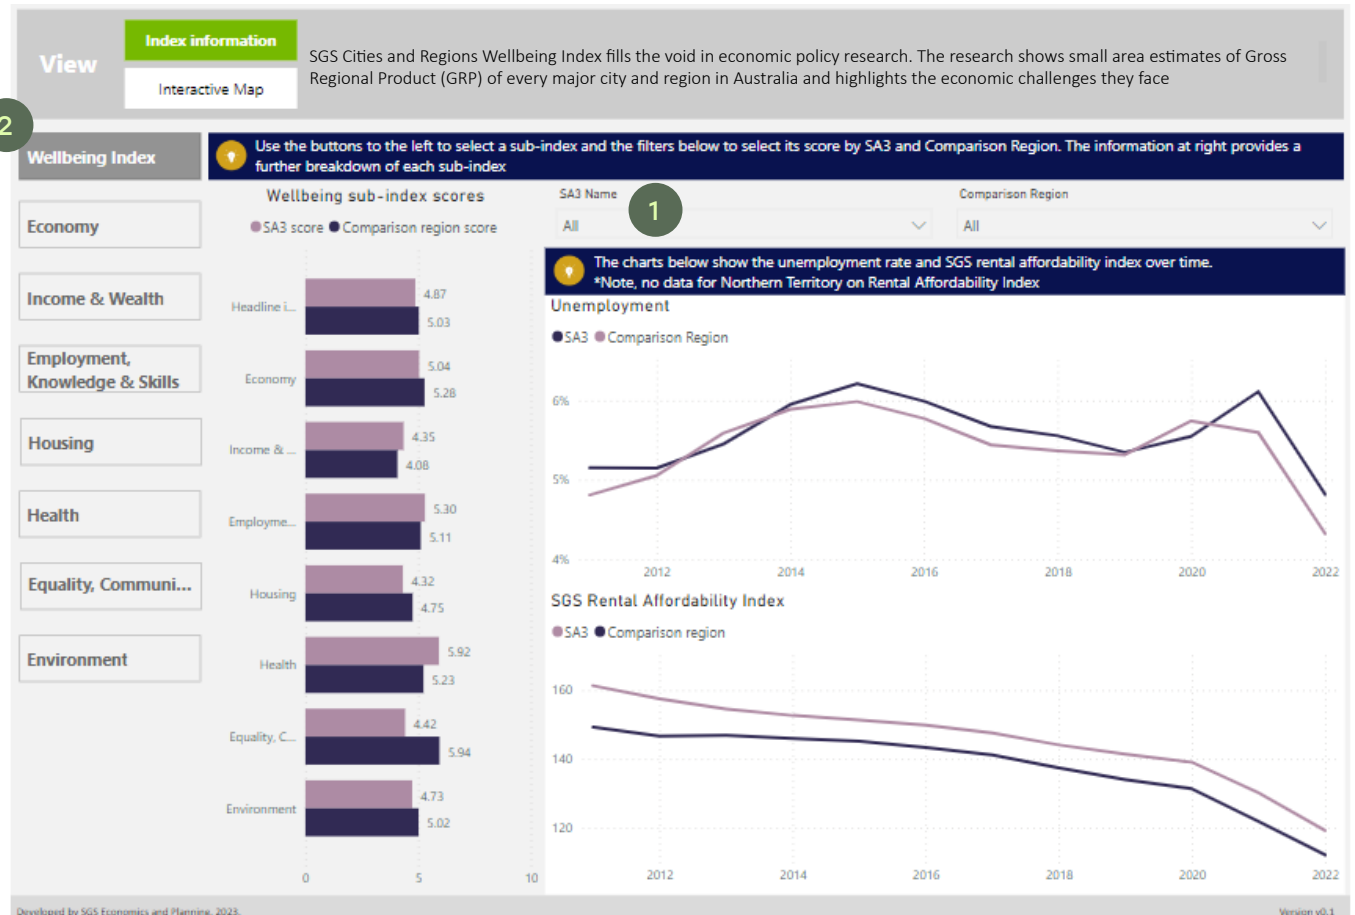 View
Index information
Interactive Map
SGS Cities and Regions Wellbeing Index fills the void in economic policy research. The research shows small area estimates of Gross
Regional Product (GRP) of every major city and region in Australia and highlights the economic challenges they face
2
Wellbeing Index
Economy
Income & Wealth
Employment,
Knowledge & Skills
Housing
Health
Equality, Communi...
Environment
Use the buttons to the left to select a sub-index and the filters below to select its score by SA3 and Comparison Region. The information at right provides a
further breakdown of each sub-index
Wellbeing sub-index scores
SA3 score Comparison region score
Headline i...
4.87
5.03
Economy
5.04
5.28
Income & ...
4.35
4.08
Employme...
5.30
5.11
Housing
4.32
4.75
Health
5.92
5.23
Equality, C...
4.42
5.94
Environment
4.73
5.02
0 5 10
SA3 Name
All
1
Comparison Region
All
The charts below show the unemployment rate and SGS rental affordability index over time.
*Note, no data for Northern Territory on Rental Affordability Index
Unemployment
SA3 Comparison Region
6%
5%
4%
2012 2014 2016 2018 2020 2022
SGS Rental Affordability Index
SA3 Comparison region
160
140
120
2012 2014 2016 2018 2020 2022
Developed by SGS Economics and Planning, 2023.
Version v0.1